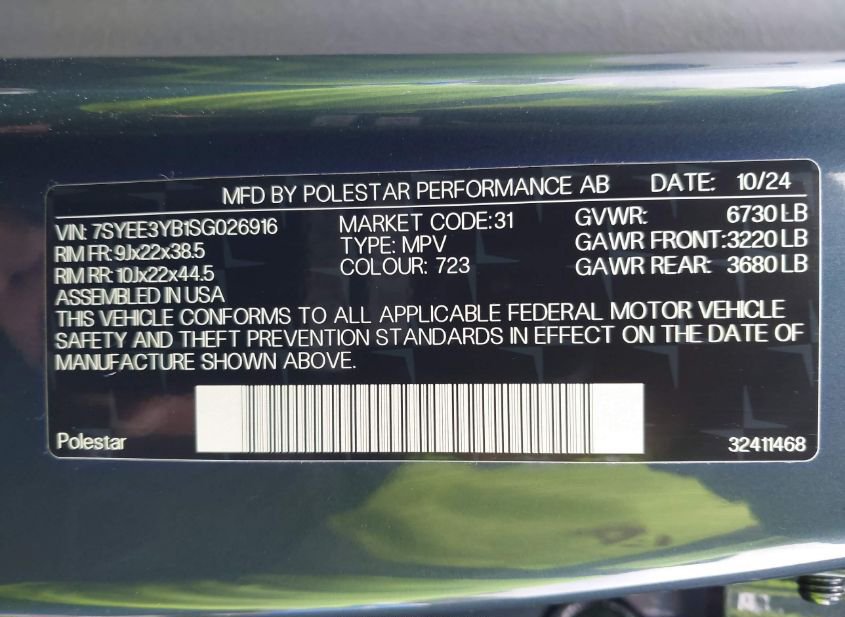 MFD BY POLESTAR PERFORMANCE AB DATE: 10/24
VIN: 7SYEE3YB1SG026916 MARKET CODE:31 GVWR: 6730 LB
RIM FR: 9Jx22x38.5 TYPE: MPV GAWR FRONT:3220 LB
RIM RR: 10Jx22x44.5 COLOUR: 723 GAWR REAR: 3680 LB
ASSEMBLED IN USA
THIS VEHICLE CONFORMS TO ALL APPLICABLE FEDERAL MOTOR VEHICLE
SAFETY AND THEFT PREVENTION STANDARDS IN EFFECT ON THE DATE OF
MANUFACTURE SHOWN ABOVE.
Polestar 32411468